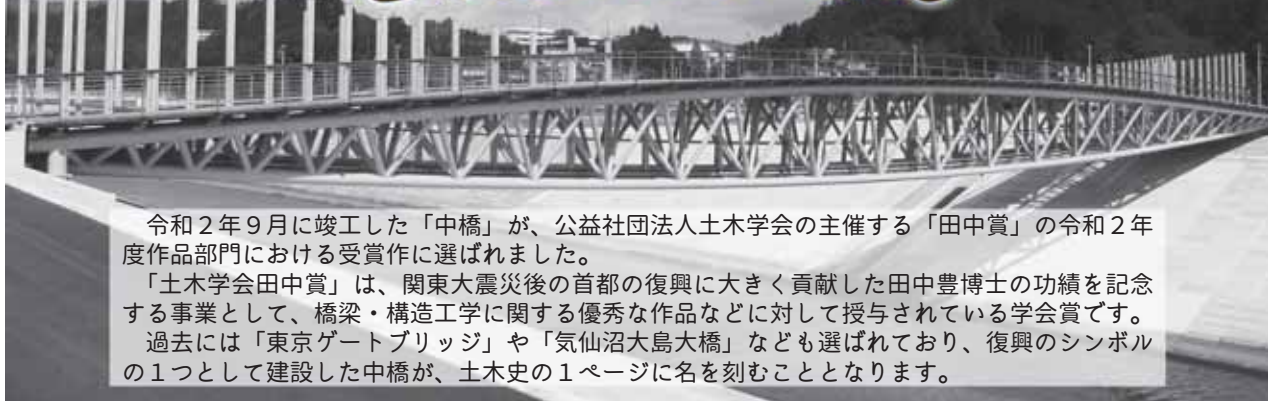 令和２年９月に竣工した「中橋」が、公益社団法人土木学会の主催する「田中賞」の令和２年
度作品部門における受賞作に選ばれました。
「土木学会田中賞」は、関東大震災後の首都の復興に大きく貢献した田中豊博士の功績を記念
する事業として、橋梁・構造工学に関する優秀な作品などに対して授与されている学会賞です。
過去には「東京ゲートブリッジ」や「気仙沼大島大橋」なども選ばれており、復興のシンボル
の１つとして建設した中橋が、土木史の１ページに名を刻むこととなります。